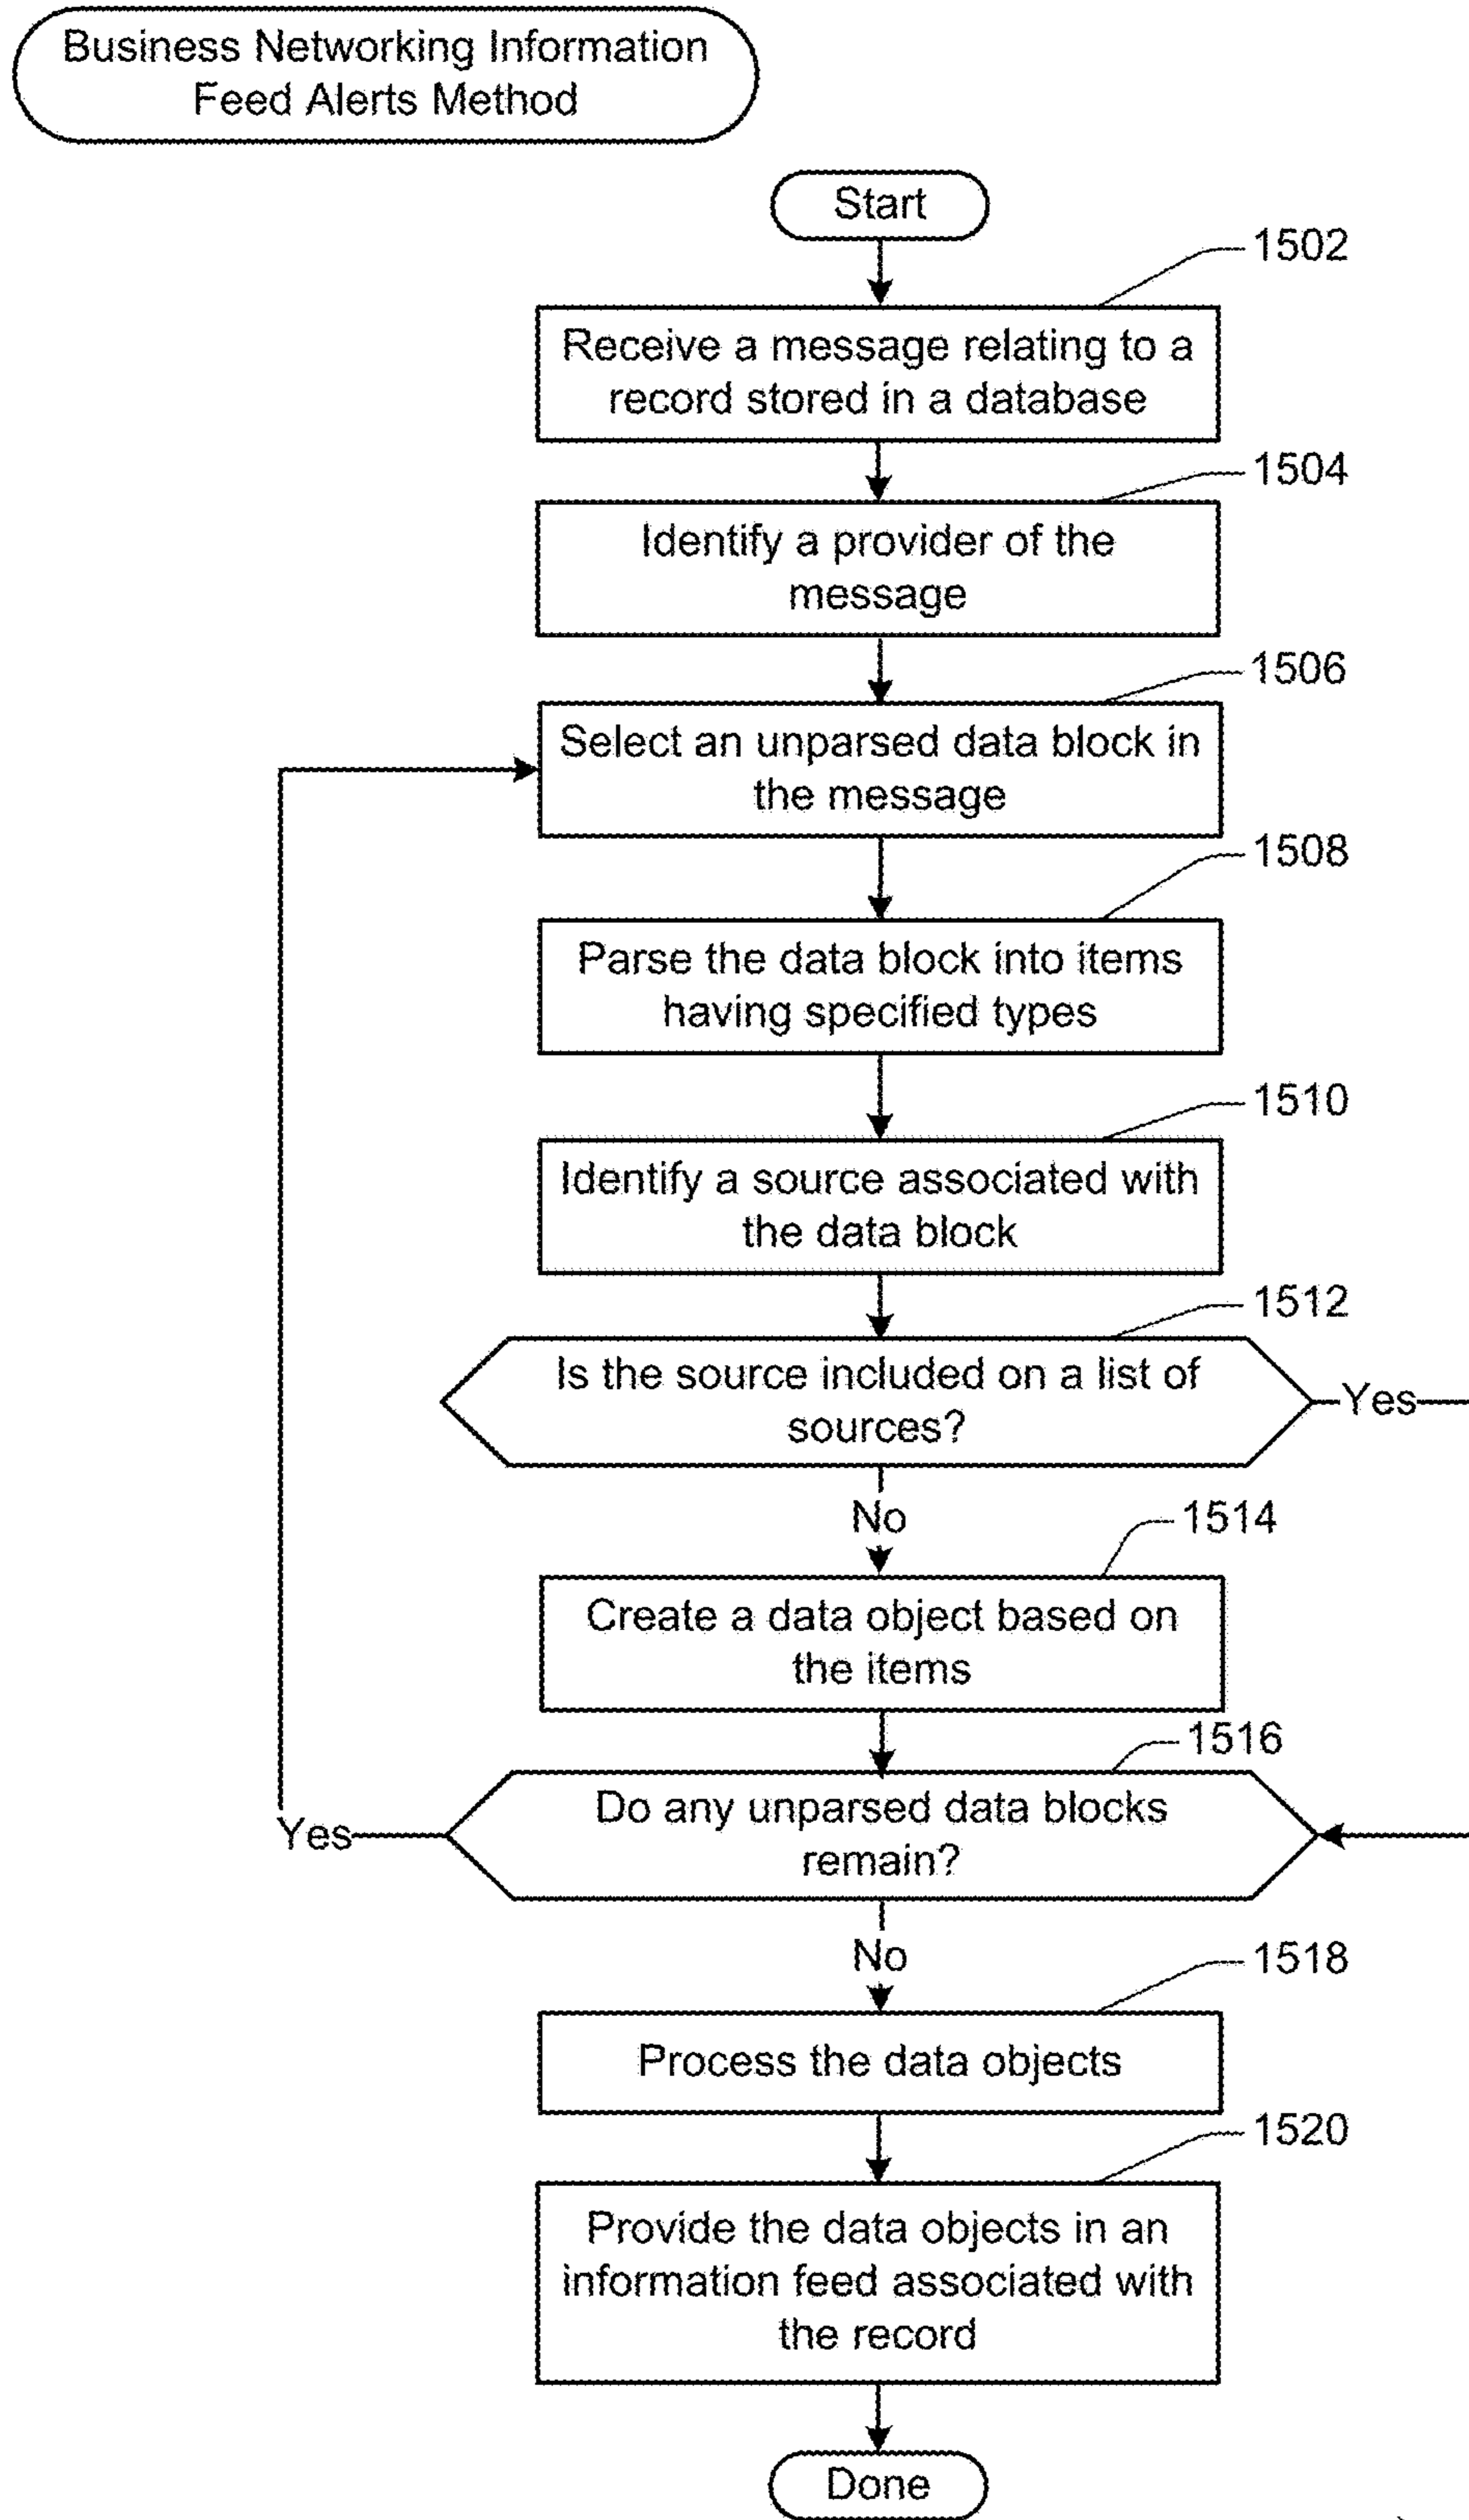 Business Networking Information
Feed Alerts Method
Start
1502
Receive a message relating to a
record stored in a database
1504
Identify a provider of the
message
1506
Select an unparsed data block in
the message
1508
Parse the data block into items
having specified types
1510
Identify a source associated with
the data block
1512
Is the source included on a list of
sources?
Yes
No
1514
Create a data object based on
the items
1516
Do any unparsed data blocks
remain?
Yes
No
1518
Process the data objects
1520
Provide the data objects in an
information feed associated with
the record
Done